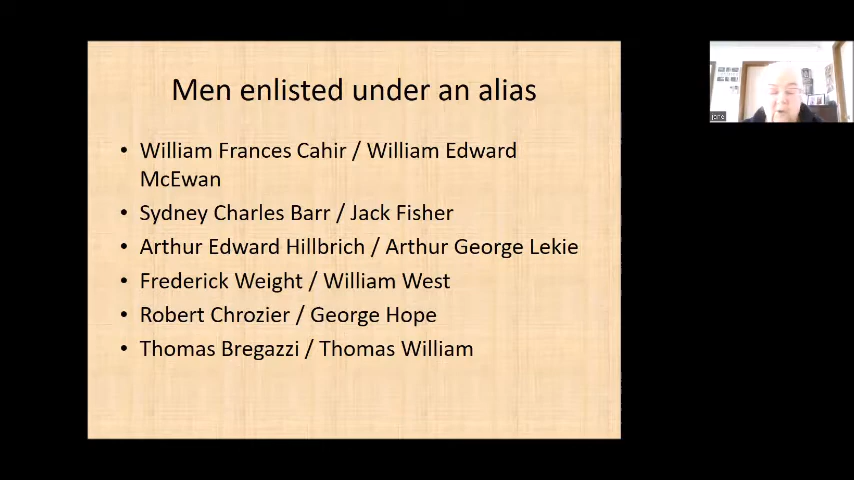 Men enlisted under an alias
• William Frances Cahir / William Edward
McEwan
• Sydney Charles Barr / Jack Fisher
• Arthur Edward Hillbrich / Arthur George Lekie
• Frederick Weight / William West
• Robert Chrozier / George Hope
• Thomas Bregazzi / Thomas William
jane